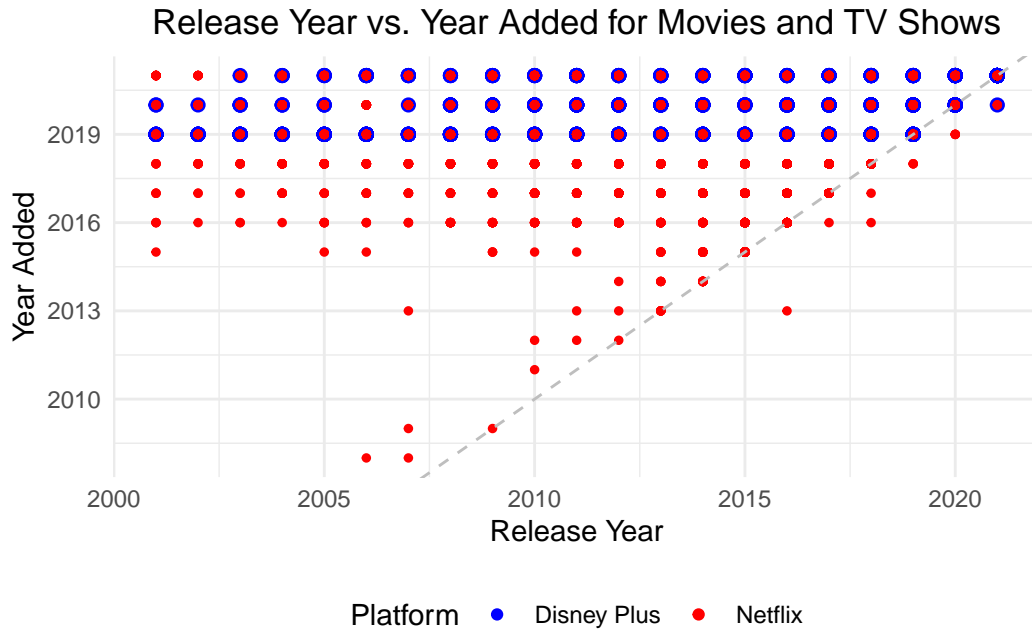 Release Year vs. Year Added for Movies and TV Shows
Year Added
2019
2016
2013
2010
2000 2005 2010 2015 2020
Release Year
Platform Disney Plus Netflix